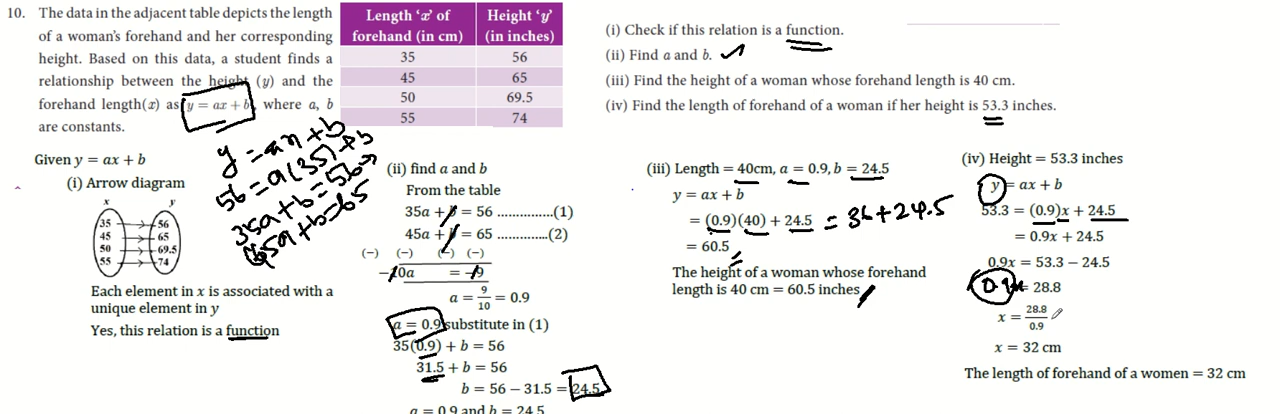 10. The data in the adjacent table depicts the length
of a woman's forehand and her corresponding
height. Based on this data, a student finds a
relationship between the height (y) and the
forehand length(x) as y = ax + b, where a, b
are constants.
Length 'x' of forehand (in cm) Height 'y' (in inches)
35 56
45 65
50 69.5
55 74
(i) Check if this relation is a function.
(ii) Find a and b.
(iii) Find the height of a woman whose forehand length is 40 cm.
(iv) Find the length of forehand of a woman if her height is 53.3 inches.
Given y = ax + b
(i) Arrow diagram
x y
35 56
45 65
50 69.5
55 74
Each element in x is associated with a
unique element in y
Yes, this relation is a function
y = ax + b
56 = a(35) + b
35a + b = 56
45a + b = 65
(ii) find a and b
From the table
35a + b = 56 ...............(1)
45a + b = 65 ...............(2)
(−) (−) (−) (−)
−10a = −9
a = 9/10 = 0.9
a = 0.9 substitute in (1)
35(0.9) + b = 56
31.5 + b = 56
b = 56 − 31.5 = 24.5
a = 0.9 and b = 24.5
(iii) Length = 40cm, a = 0.9, b = 24.5
y = ax + b
= (0.9)(40) + 24.5 = 36 + 24.5
= 60.5
The height of a woman whose forehand
length is 40 cm = 60.5 inches
(iv) Height = 53.3 inches
y = ax + b
53.3 = (0.9)x + 24.5
= 0.9x + 24.5
0.9x = 53.3 − 24.5
0.9x = 28.8
x = 28.8/0.9
x = 32 cm
The length of forehand of a women = 32 cm